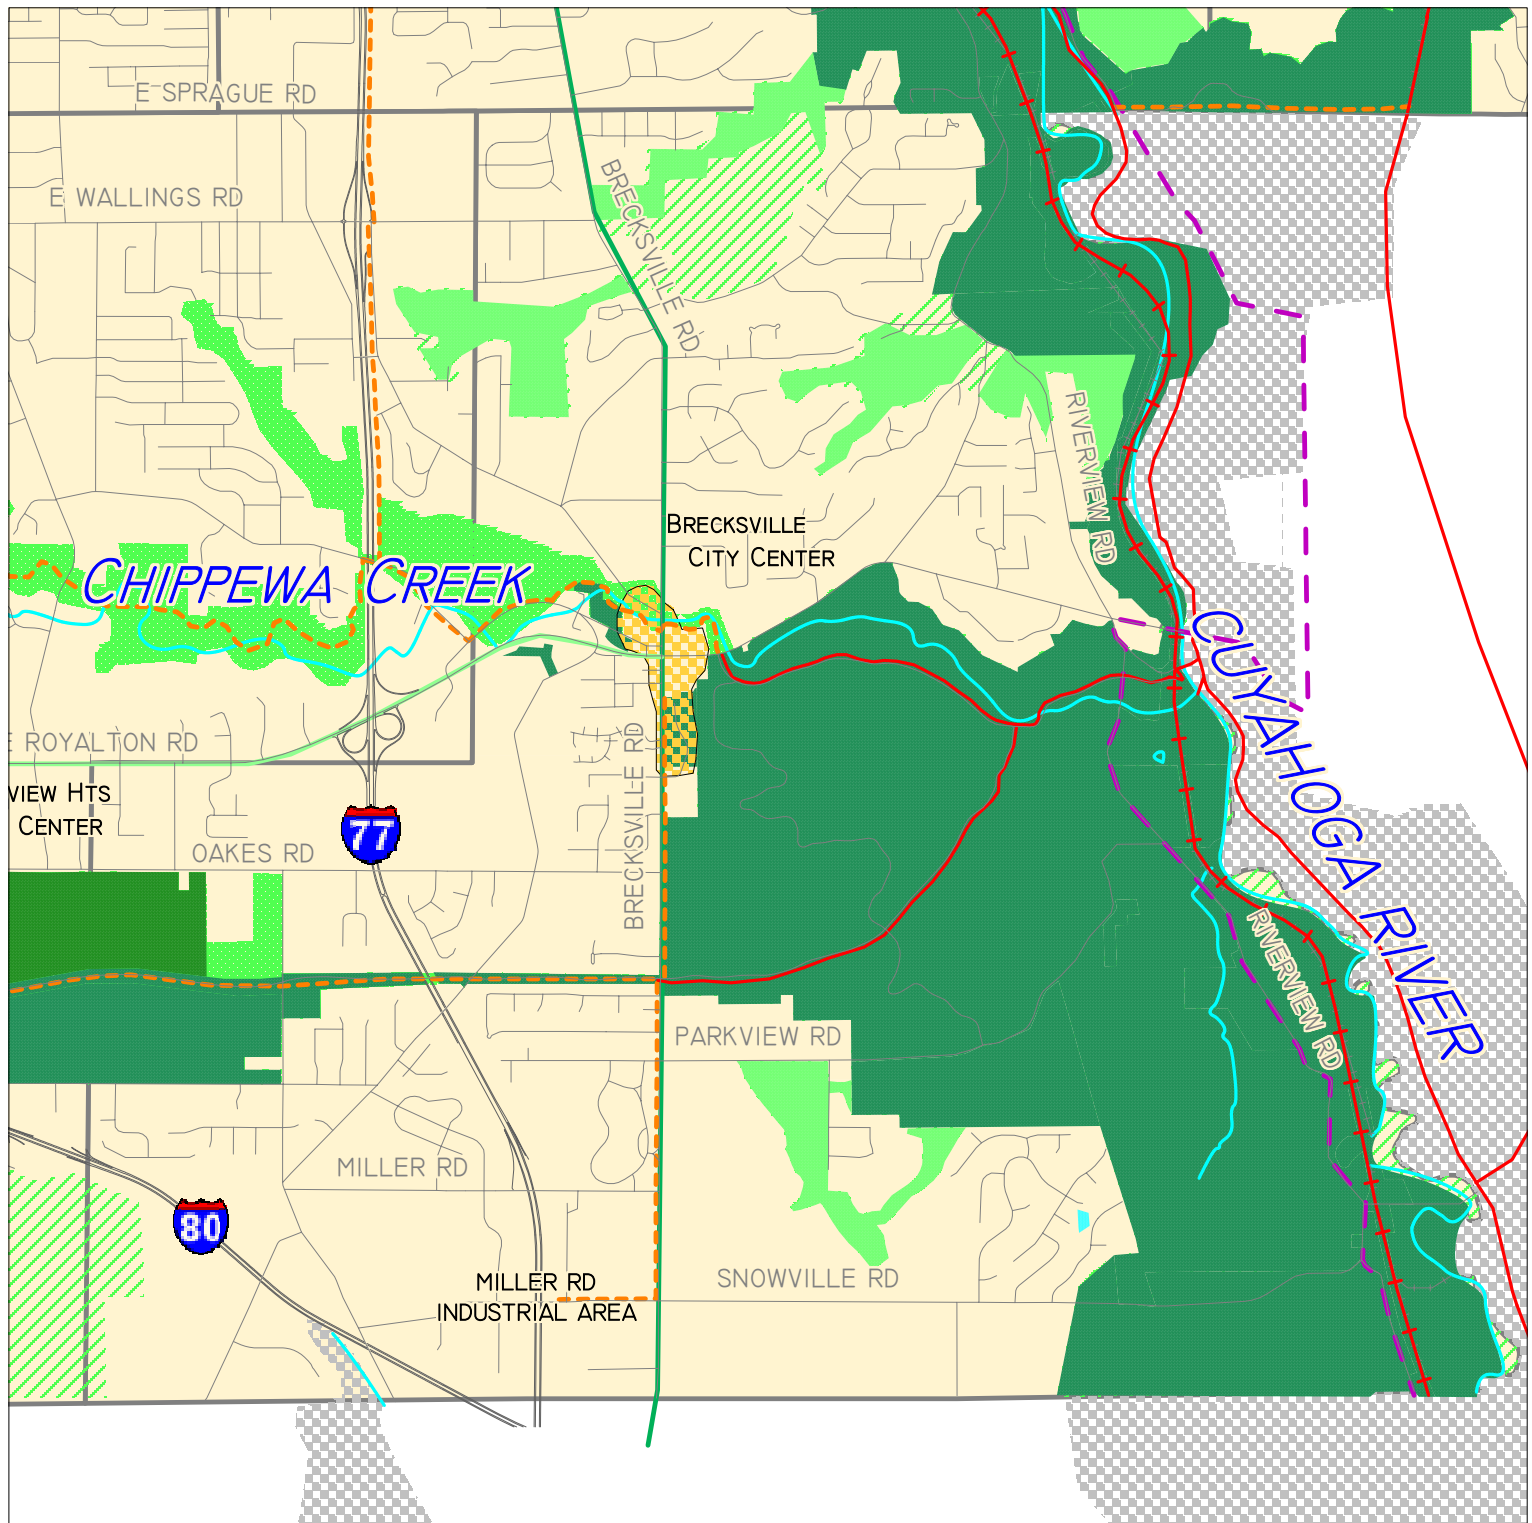 E SPRAGUE RD
E WALLINGS RD
BRECKSVILLE RD
RIVERVIEW RD
BRECKSVILLE
CITY CENTER
CHIPPEWA CREEK
CUYAHOGA RIVER
E ROYALTON RD
BRECKSVILLE RD
VIEW HTS
CENTER
77
OAKES RD
RIVERVIEW RD
PARKVIEW RD
MILLER RD
80
MILLER RD
INDUSTRIAL AREA
SNOWVILLE RD